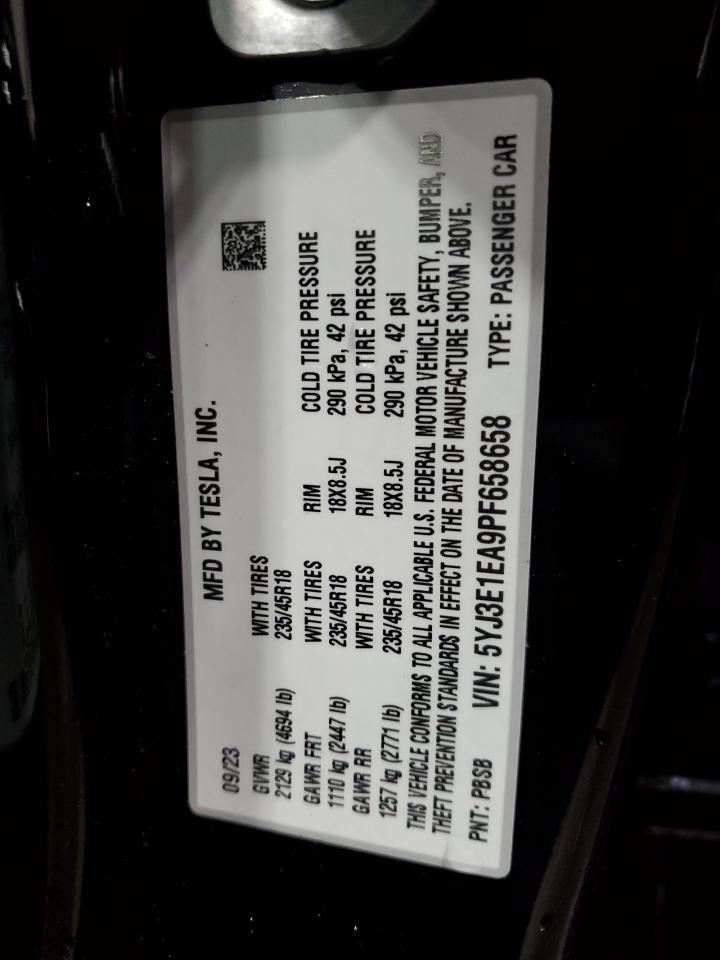 MFD BY TESLA, INC.
09/23
GVWR WITH TIRES
2129 kg (4694 lb) 235/45R18
GAWR FRT WITH TIRES RIM COLD TIRE PRESSURE
1110 kg (2447 lb) 235/45R18 18X8.5J 290 kPa, 42 psi
GAWR RR WITH TIRES RIM COLD TIRE PRESSURE
1257 kg (2771 lb) 235/45R18 18X8.5J 290 kPa, 42 psi
THIS VEHICLE CONFORMS TO ALL APPLICABLE U.S. FEDERAL MOTOR VEHICLE SAFETY, BUMPER, AND
THEFT PREVENTION STANDARDS IN EFFECT ON THE DATE OF MANUFACTURE SHOWN ABOVE.
PNT: PBSB VIN: 5YJ3E1EA9PF658658 TYPE: PASSENGER CAR